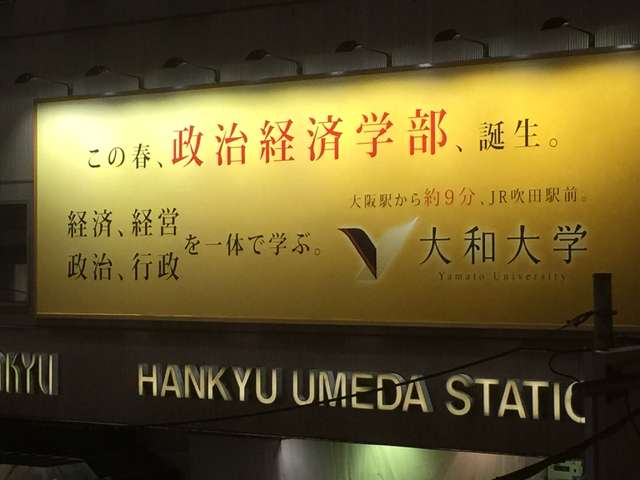 この春、政治経済学部、誕生。
大阪駅から約9分、JR吹田駅前。
経済、経営
政治、行政
を一体で学ぶ。
大和大学
Yamato University
NKYU
HANKYU UMEDA STATIO